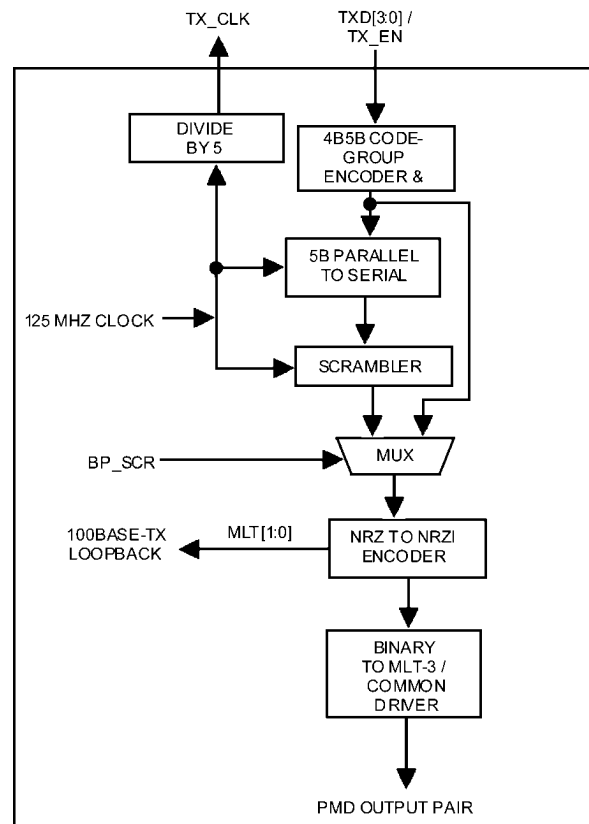 TX_CLK
TXD[3:0] /
TX_EN
DIVIDE
BY 5
4B5B CODE-
GROUP
ENCODER &
5B PARALLEL
TO SERIAL
125 MHZ CLOCK
SCRAMBLER
BP_SCR
MUX
100BASE-TX
LOOPBACK
MLT[1:0]
NRZ TO NRZI
ENCODER
BINARY
TO MLT-3 /
COMMON
DRIVER
PMD OUTPUT PAIR